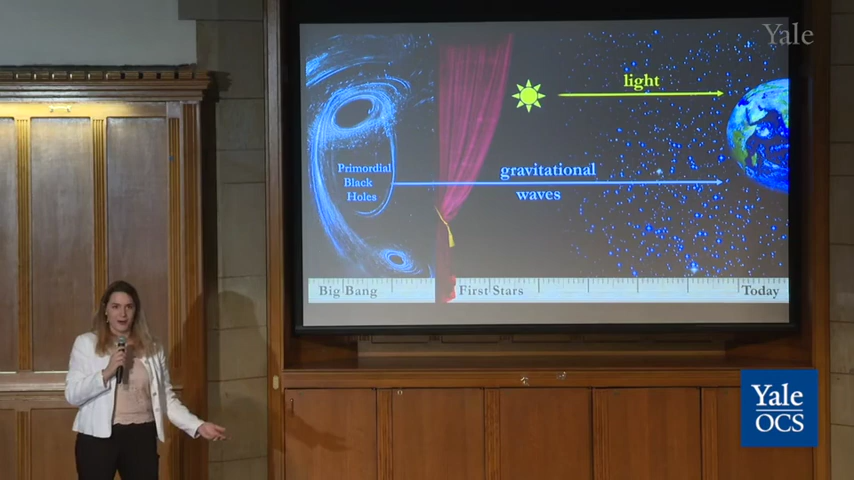 Yale
light
Primordial
Black
Holes
gravitational
waves
Big Bang
First Stars
Today
Yale
OCS